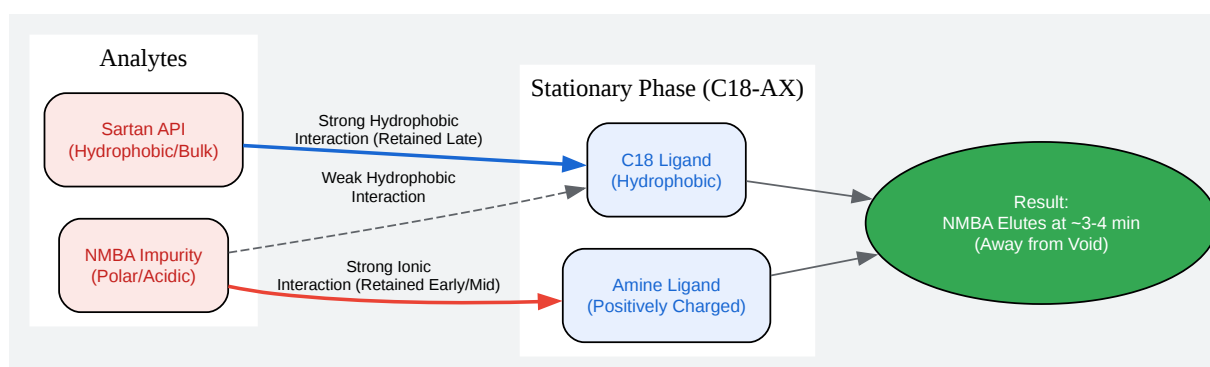 Analytes
Sartan API
(Hydrophobic/Bulk)
NMBA Impurity
(Polar/Acidic)
Strong Hydrophobic
Interaction (Retained Late)
Weak Hydrophobic
Interaction
Strong Ionic
Interaction (Retained Early/Mid)
Stationary Phase (C18-AX)
C18 Ligand
(Hydrophobic)
Amine Ligand
(Positively Charged)
Result:
NMBA Elutes at ~3-4 min
(Away from Void)